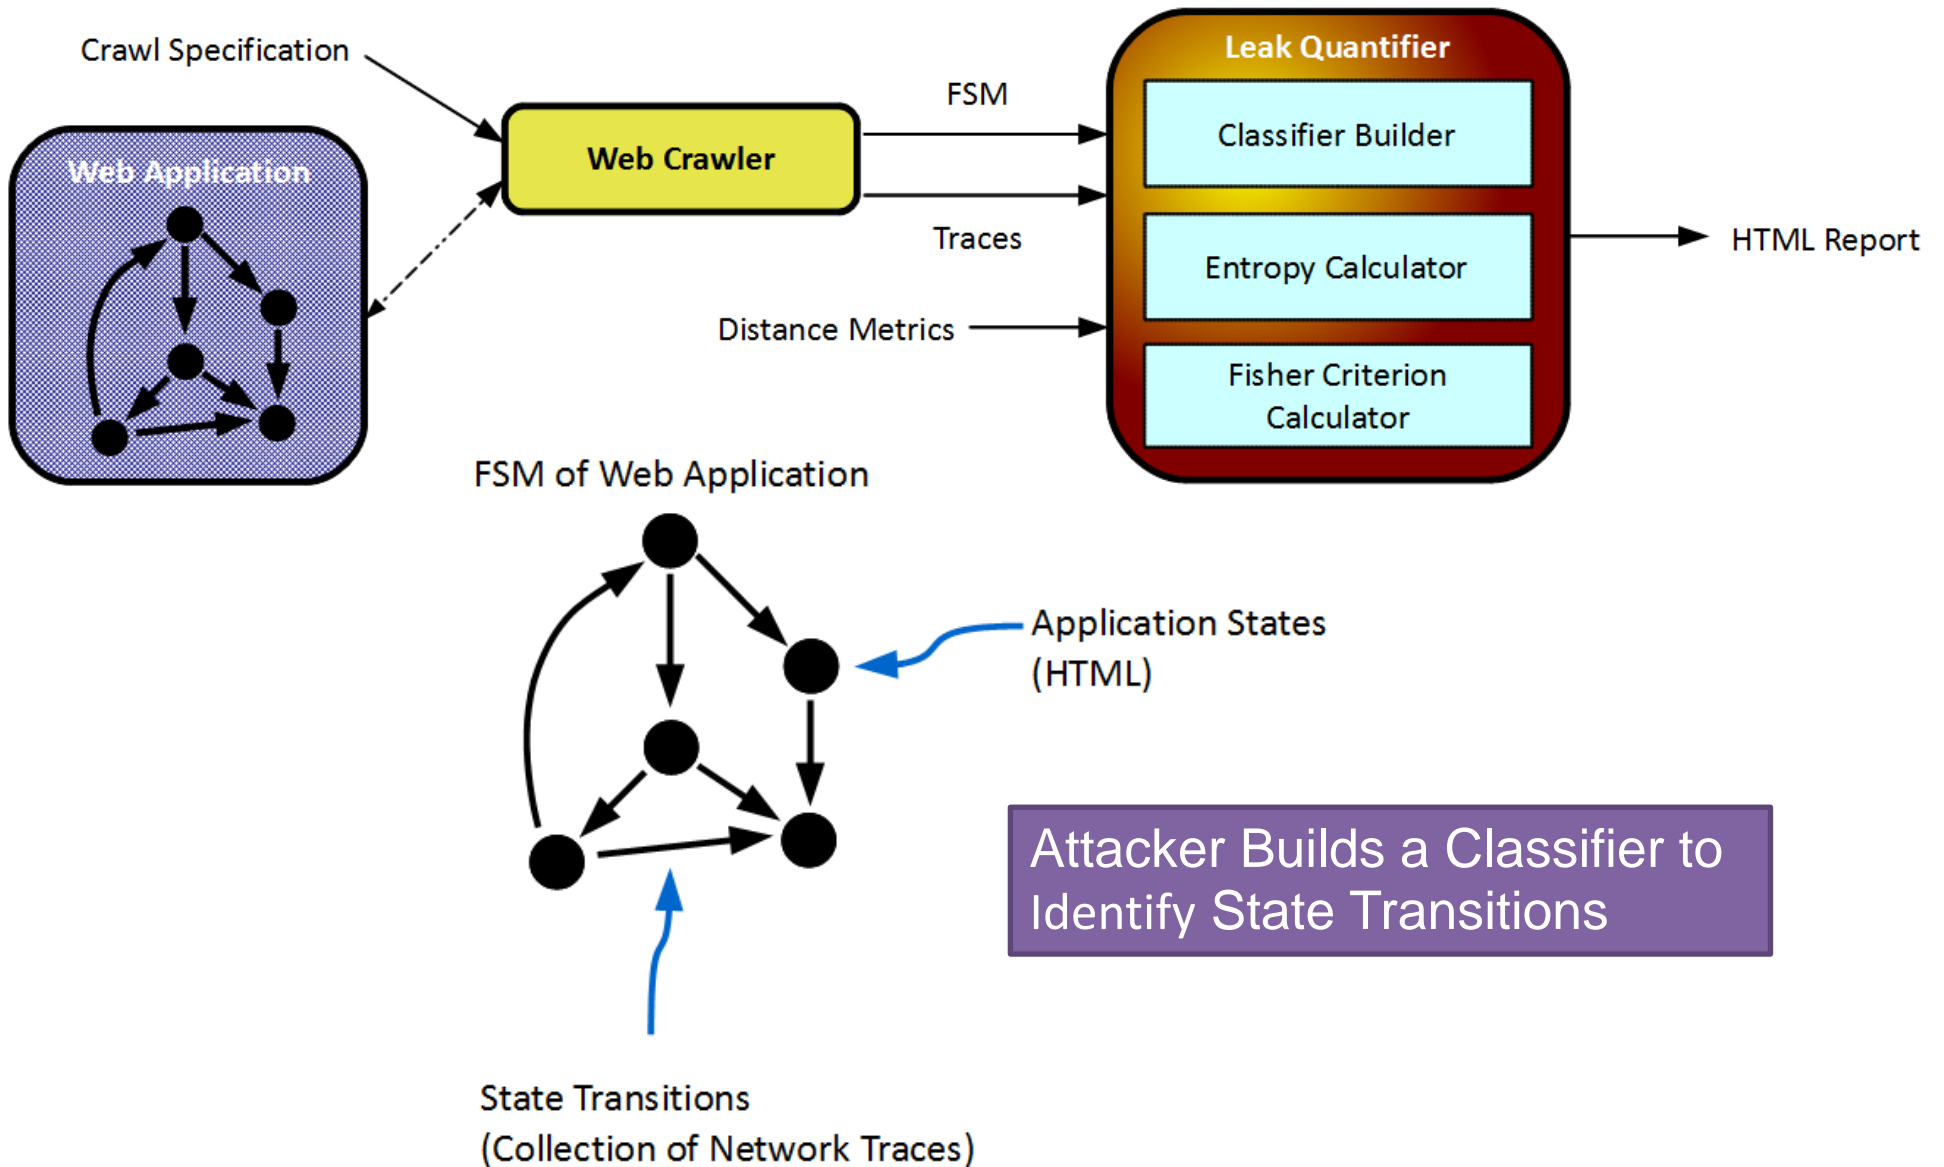 Crawl Specification
Web Application
Web Crawler
FSM
Traces
Distance Metrics
Leak Quantifier
Classifier Builder
Entropy Calculator
Fisher Criterion
Calculator
HTML Report
FSM of Web Application
Application States
(HTML)
Attacker Builds a Classifier to
Identify State Transitions
State Transitions
(Collection of Network Traces)